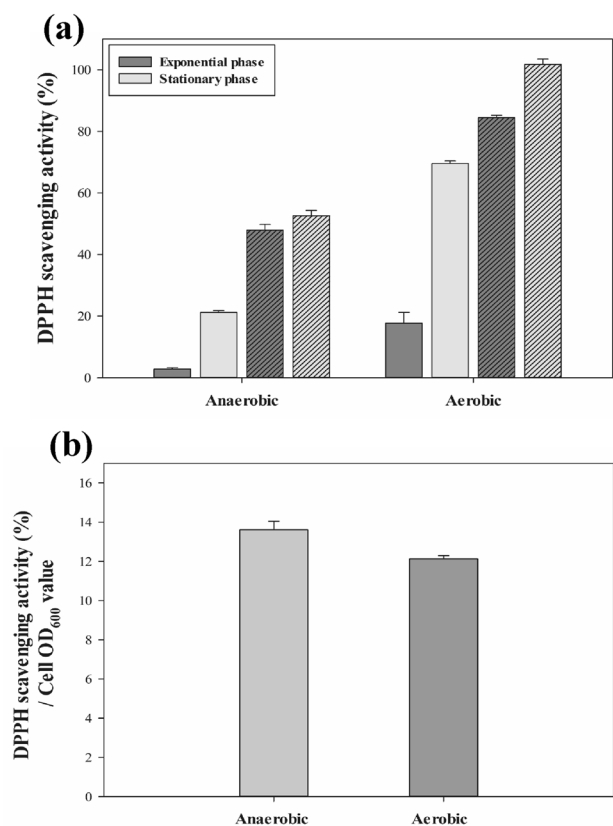 (a)
DPPH scavenging activity (%)
100
80
60
40
20
0
Exponential phase
Stationary phase
Anaerobic
Aerobic
(b)
DPPH scavenging activity (%)
/ Cell OD600 value
16
14
12
10
8
6
4
2
0
Anaerobic
Aerobic